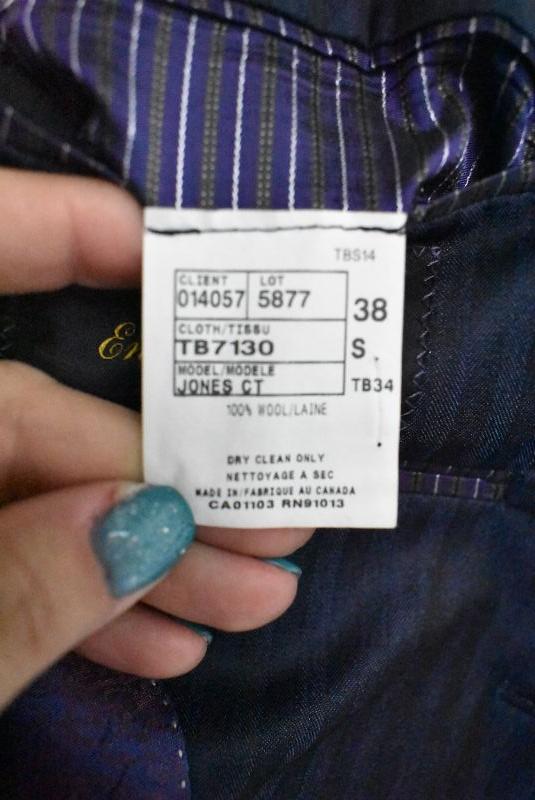 TBS14
CLIENT LOT
014057 5877 38
CLOTH/TISSU
TB7130 S
MODEL/MODÈLE
JONES CT TB34
100% WOOL/LAINE
DRY CLEAN ONLY
NETTOYAGE A SEC
MADE IN/FABRIQUE AU CANADA
CA01103 RN91013